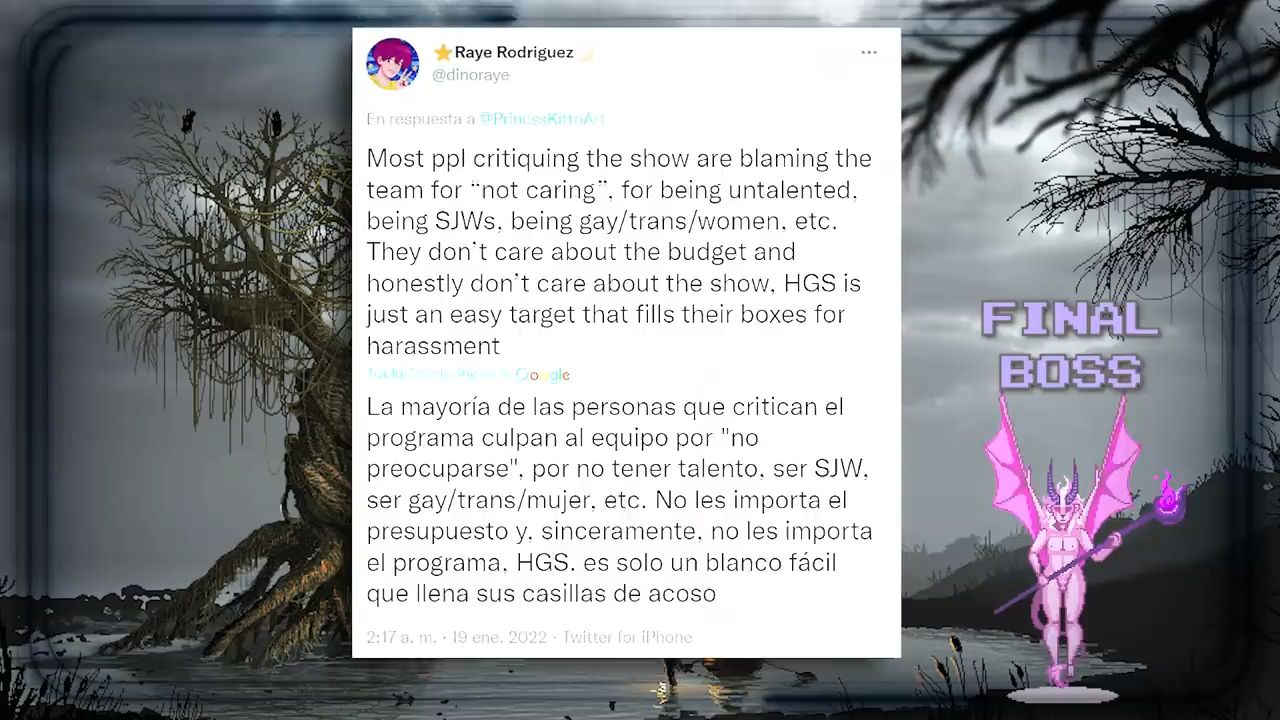 Raye Rodriguez
@dinoraye
En respuesta a @PrincssKittnArt
Most ppl critiquing the show are blaming the
team for “not caring”, for being untalented,
being SJWs, being gay/trans/women, etc.
They don’t care about the budget and
honestly don’t care about the show, HGS is
just an easy target that fills their boxes for
harassment
Google
La mayoría de las personas que critican el
programa culpan al equipo por "no
preocuparse", por no tener talento, ser SJW,
ser gay/trans/mujer, etc. No les importa el
presupuesto y, sinceramente, no les importa
el programa, HGS. es solo un blanco fácil
que llena sus casillas de acoso
2:17 a. m. · 19 ene. 2022 · Twitter for iPhone
FINAL
BOSS